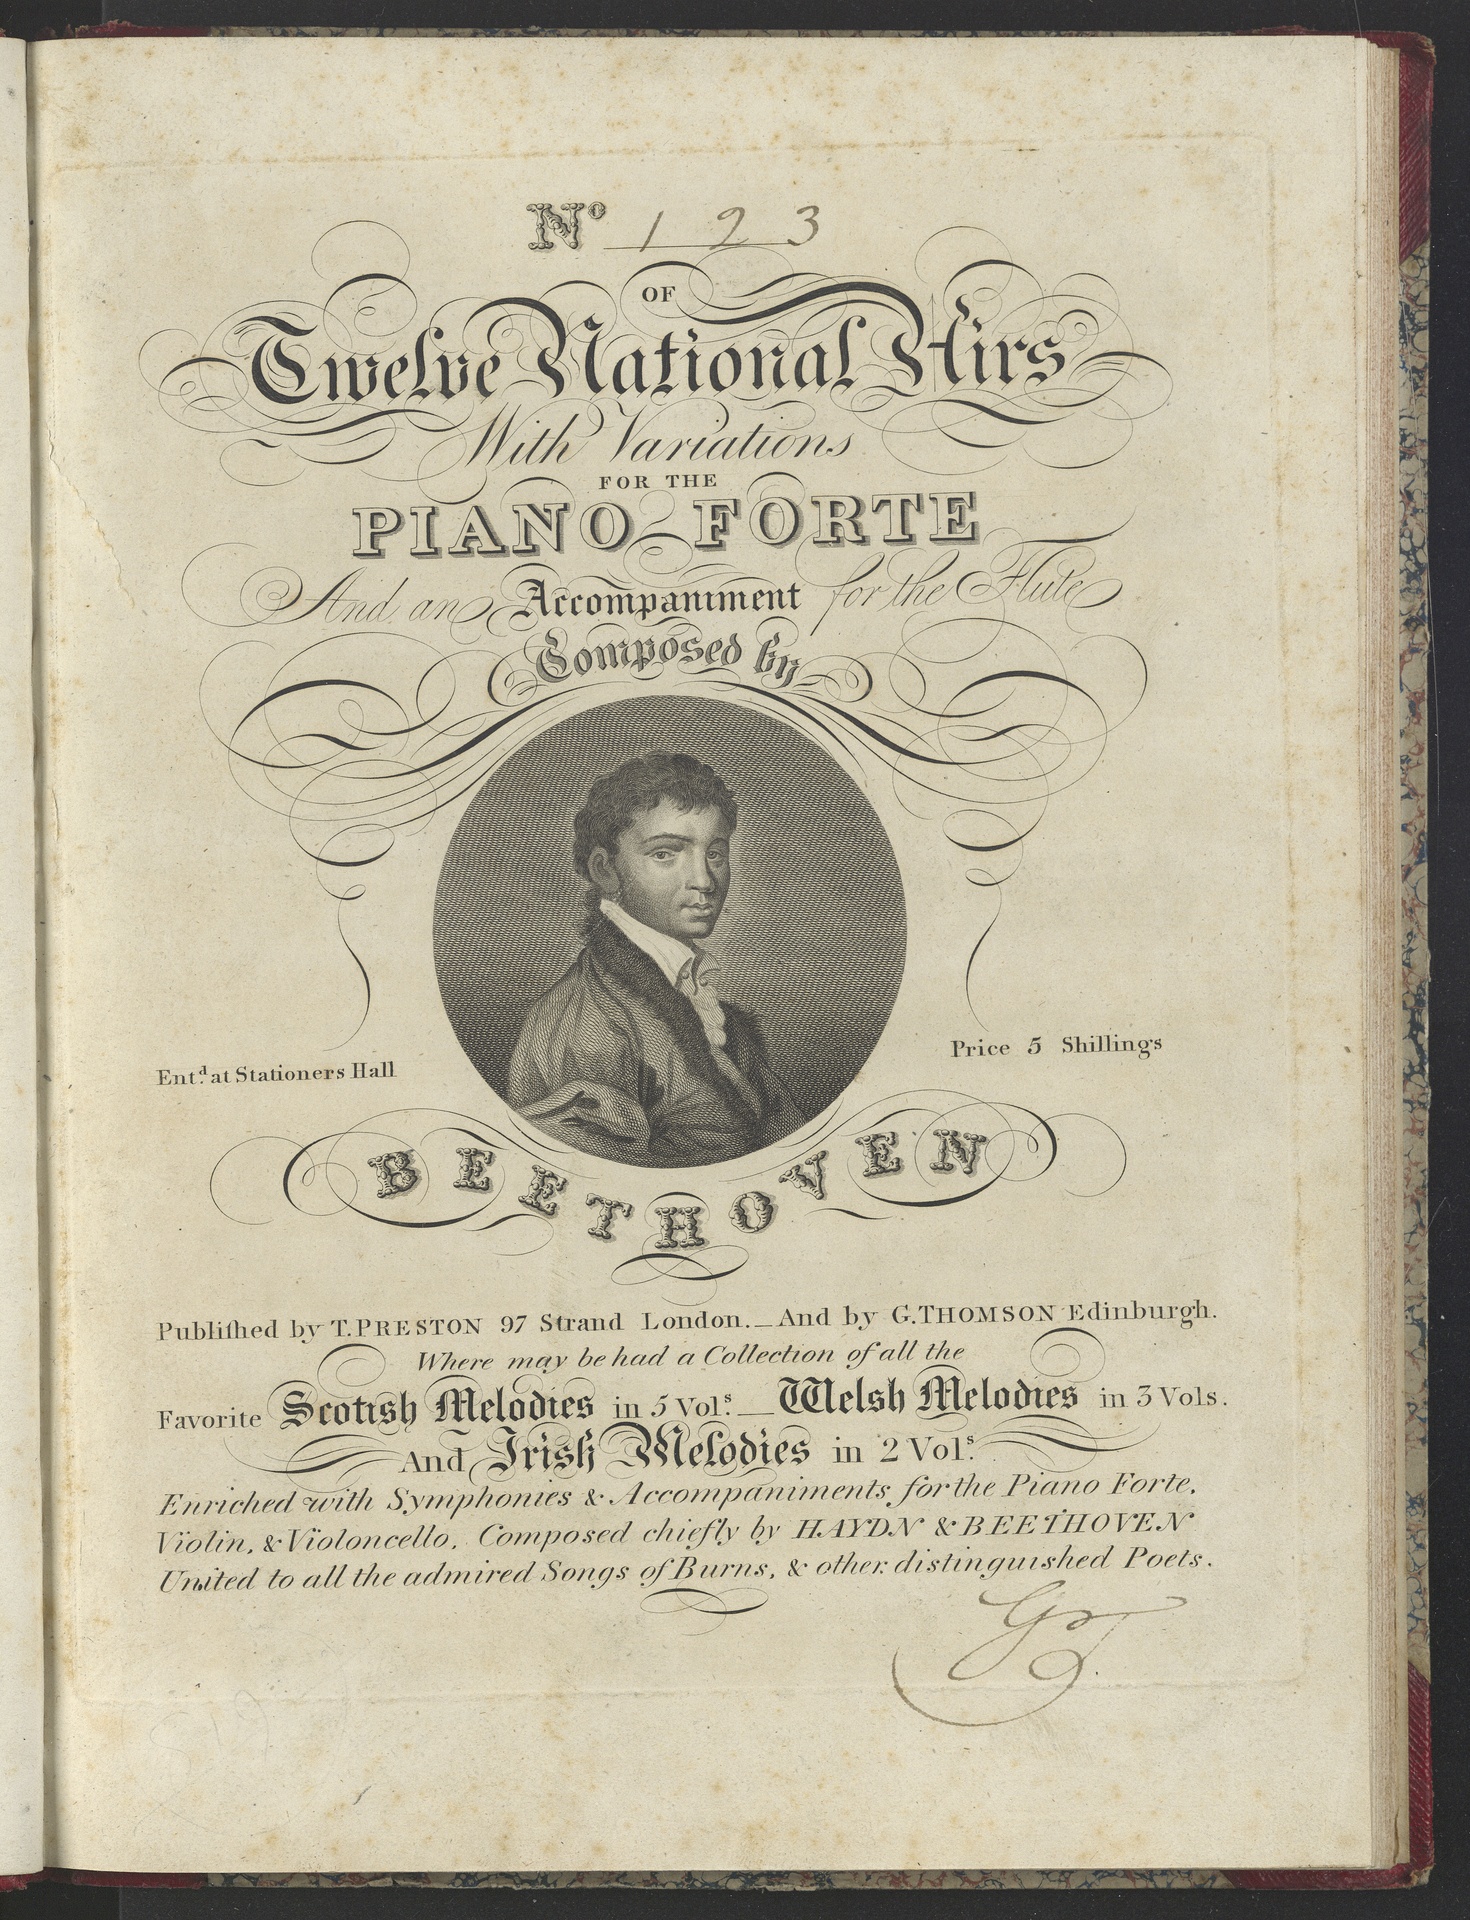 Nº 1 2 3
OF
Twelve National Airs
With Variations
FOR THE
PIANO FORTE
And an Accompaniment for the Flute
Composed by
Price 5 Shillings
Entd. at Stationers Hall
BEETHOVEN
Publiſhed by T. PRESTON 97 Strand London. _ And by G. THOMSON Edinburgh.
Where may be had a Collection of all the
Favorite Scotish Melodies in 5 Vols. _ Welsh Melodies in 3 Vols.
And Irish Melodies in 2 Vols.
Enriched with Symphonies & Accompaniments for the Piano Forte,
Violin, & Violoncello, Composed chiefly by HAYDN & BEETHOVEN
United to all the admired Songs of Burns, & other distinguished Poets.
GT.